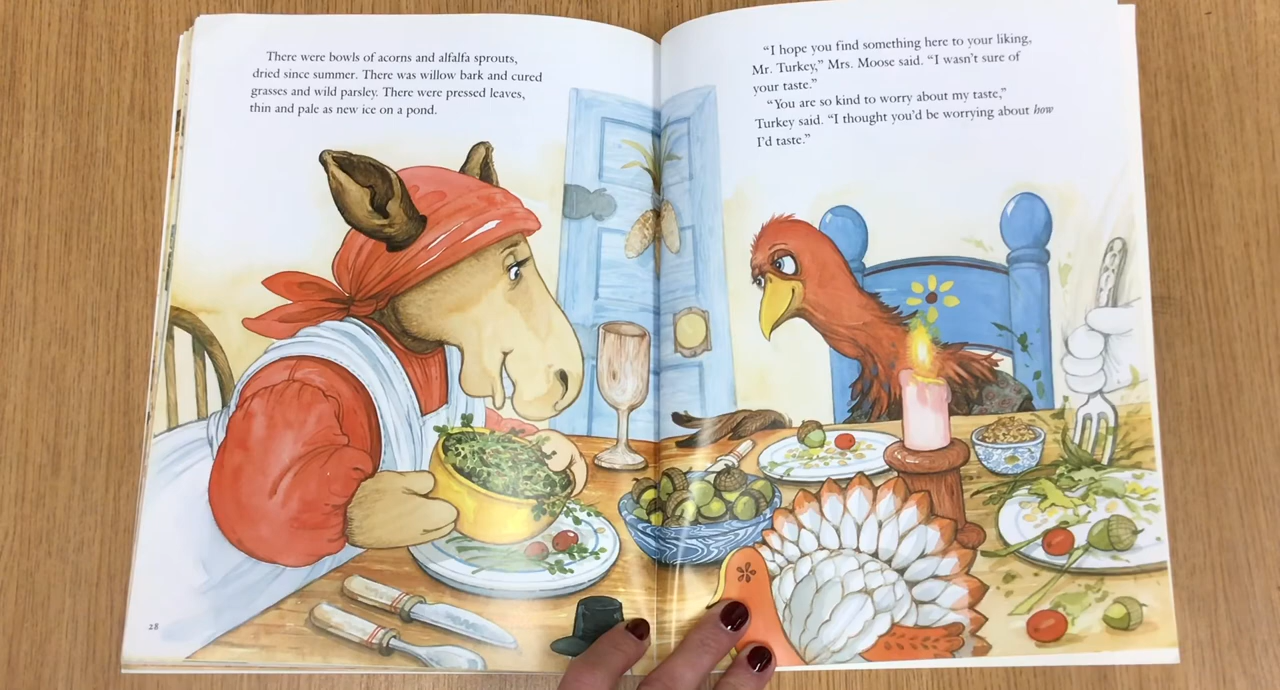 There were bowls of acorns and alfalfa sprouts,
dried since summer. There was willow bark and cured
grasses and wild parsley. There were pressed leaves,
thin and pale as new ice on a pond.
28
“I hope you find something here to your liking,
Mr. Turkey,” Mrs. Moose said. “I wasn’t sure of
your taste.”
“You are so kind to worry about my taste,”
Turkey said. “I thought you’d be worrying about how
I’d taste.”